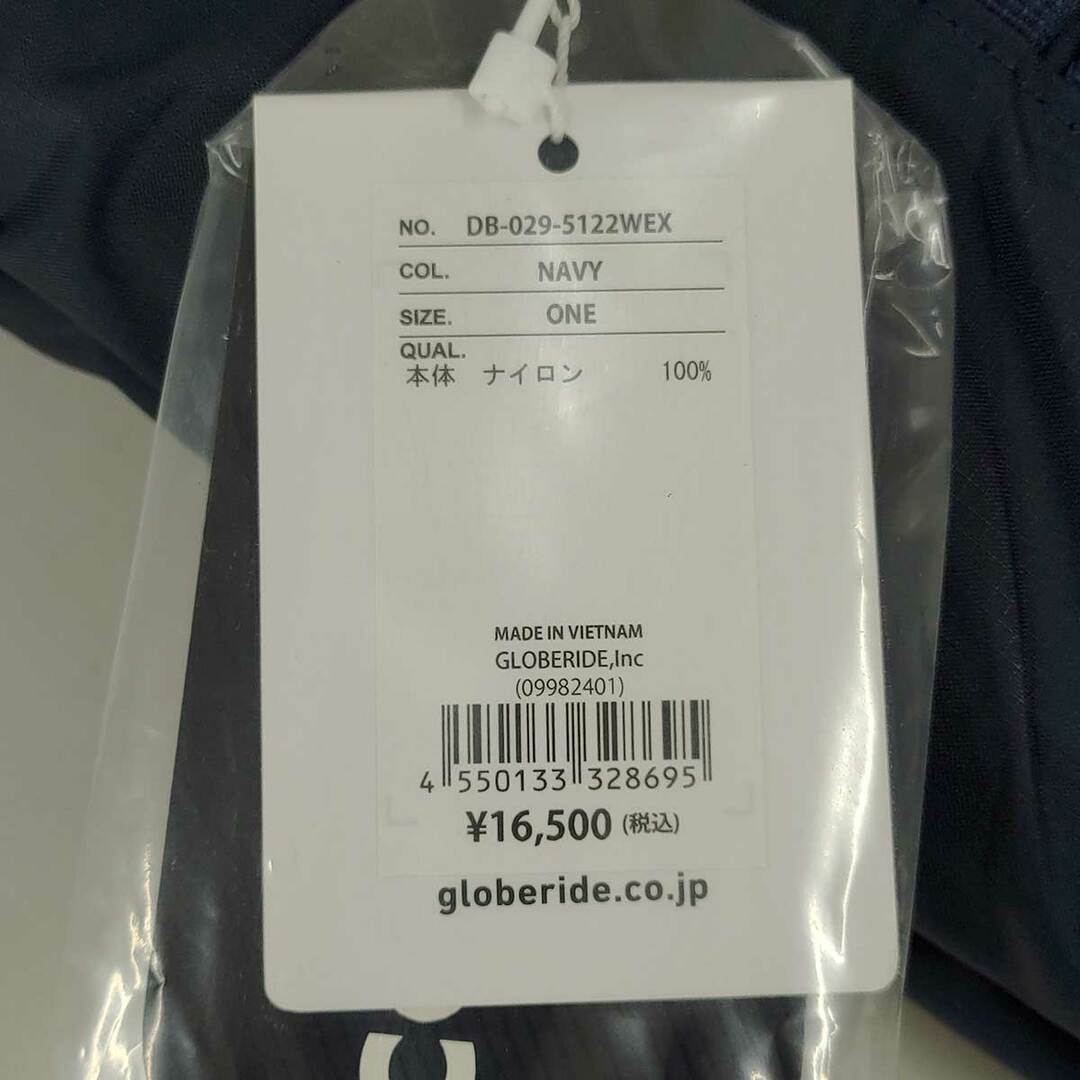 NO. DB-029-5122WEX
COL. NAVY
SIZE. ONE
QUAL.
本体 ナイロン 100%
MADE IN VIETNAM
GLOBERIDE,Inc
(09982401)
4 550133 328695
¥16,500 (税込)
globeride.co.jp